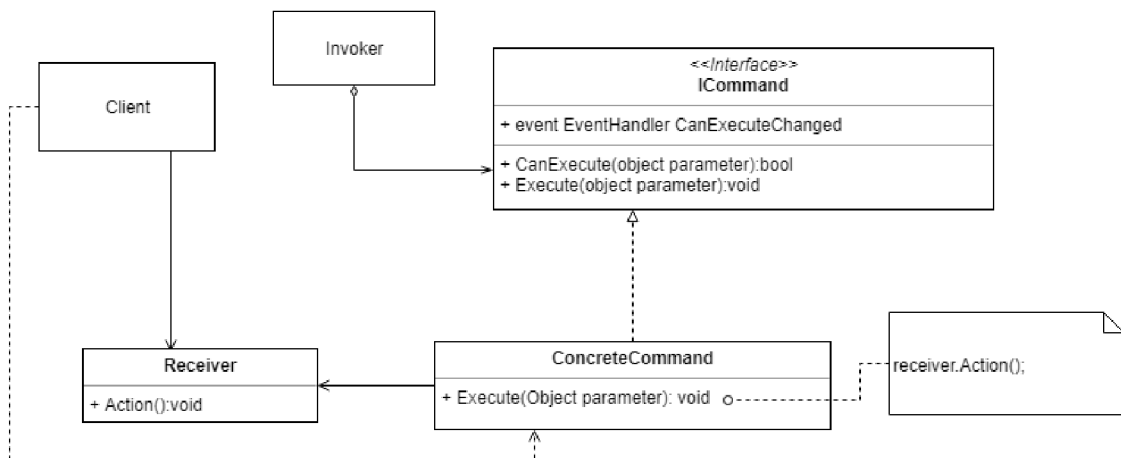 Invoker
Client
<<Interface>>
ICommand
+ event EventHandler CanExecuteChanged
+ CanExecute(object parameter):bool
+ Execute(object parameter):void
Receiver
+ Action():void
ConcreteCommand
+ Execute(Object parameter): void
receiver.Action();